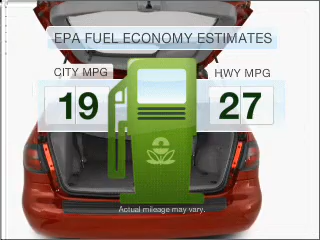 EPA FUEL ECONOMY ESTIMATES
CITY MPG
HWY MPG
19
27
Actual mileage may vary.